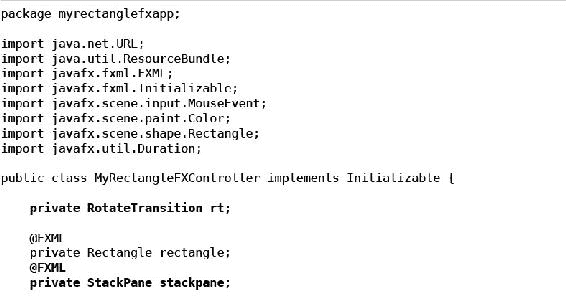 package myrectanglefxapp;
import java.net.URL;
import java.util.ResourceBundle;
import javafx.fxml.FXML;
import javafx.fxml.Initializable;
import javafx.scene.input.MouseEvent;
import javafx.scene.paint.Color;
import javafx.scene.shape.Rectangle;
import javafx.util.Duration;
public class MyRectangleFXController implements Initializable {
private RotateTransition rt;
@FXML
private Rectangle rectangle;
@FXML
private StackPane stackpane;